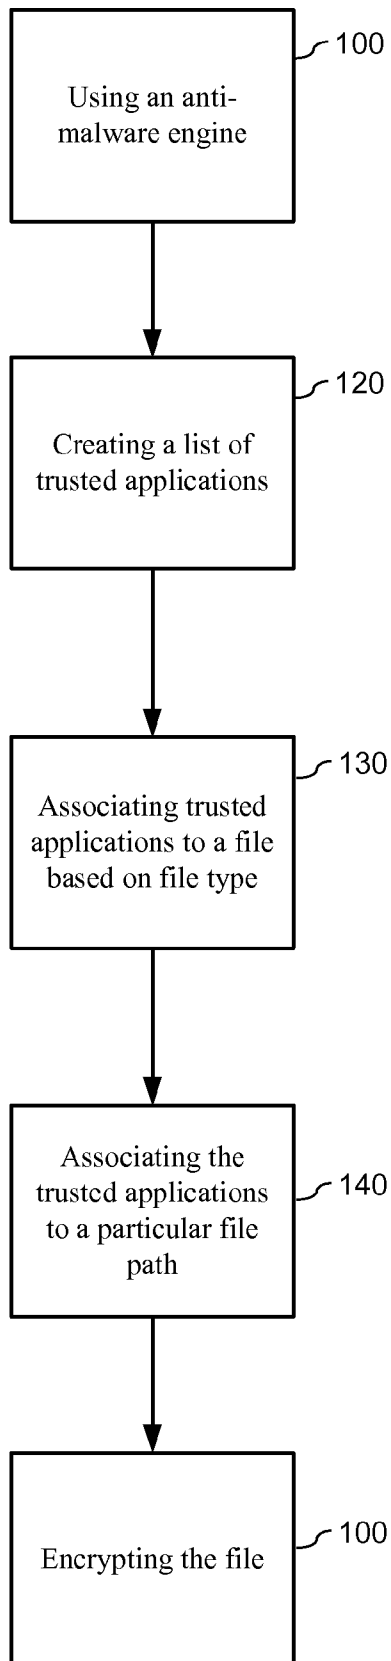 100
Using an anti-
malware engine
120
Creating a list of
trusted applications
130
Associating trusted
applications to a file
based on file type
Associating the
trusted applications
140
to a particular file
path
100
Encrypting the file